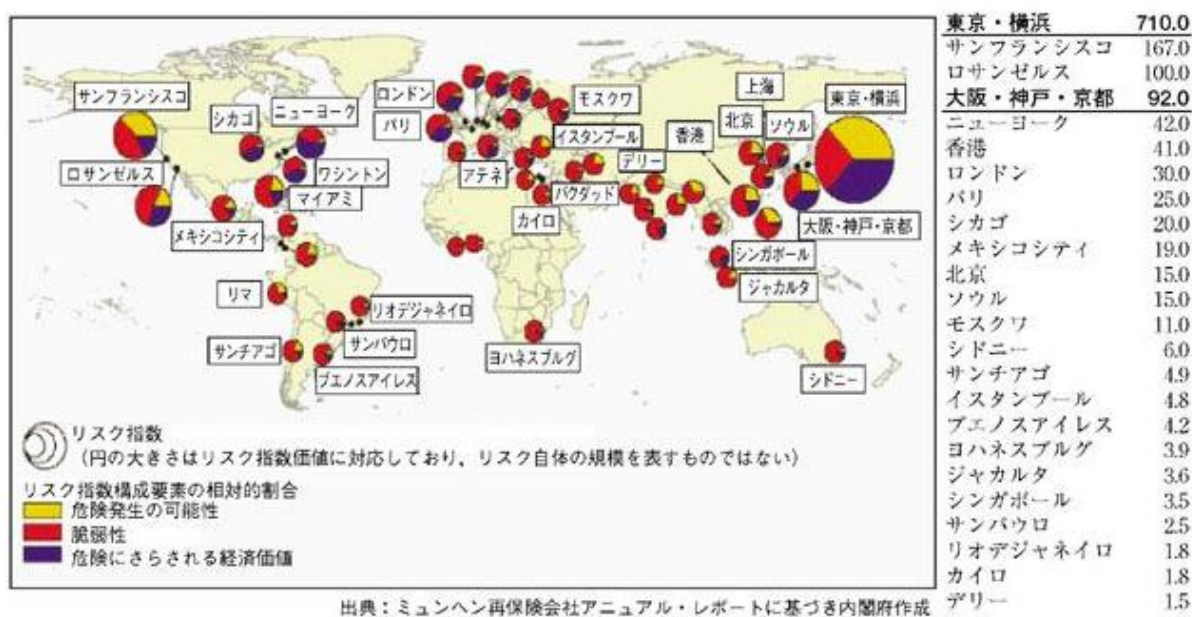 サンフランシスコ
シカゴ
ニューヨーク
ロンドン
パリ
モスクワ
イスタンブール
香港
上海
北京
ソウル
東京・横浜
ロサンゼルス
ワシントン
マイアミ
アテネ
バクダッド
デリー
カイロ
大阪・神戸・京都
メキシコシティ
シンガポール
ジャカルタ
リマ
リオデジャネイロ
サンパウロ
サンチアゴ
ブエノスアイレス
ヨハネスブルグ
シドニー
リスク指数
(円の大きさはリスク指数価値に対応しており、リスク自体の規模を表すものではない)
リスク指数構成要素の相対的割合
危険発生の可能性
脆弱性
危険にさらされる経済価値
出典:ミュンヘン再保険会社アニュアル・レポートに基づき内閣府作成
東京・横浜 710.0
サンフランシスコ 167.0
ロサンゼルス 100.0
大阪・神戸・京都 92.0
ニューヨーク 42.0
香港 41.0
ロンドン 30.0
パリ 25.0
シカゴ 20.0
メキシコシティ 19.0
北京 15.0
ソウル 15.0
モスクワ 11.0
シドニー 6.0
サンチアゴ 4.9
イスタンブール 4.8
ブエノスアイレス 4.2
ヨハネスブルグ 3.9
ジャカルタ 3.6
シンガポール 3.5
サンパウロ 2.5
リオデジャネイロ 1.8
カイロ 1.8
デリー 1.5